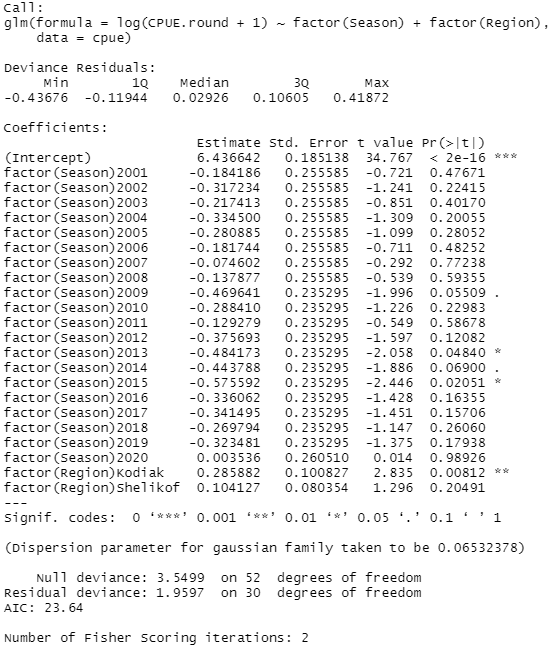 Call:
glm(formula = log(CPUE.round + 1) ~ factor(Season) + factor(Region),
    data = cpue)
Deviance Residuals:
     Min       1Q   Median       3Q      Max
-0.43676 -0.11944  0.02926  0.10605  0.41872
Coefficients:
                        Estimate Std. Error t value Pr(>|t|)
(Intercept)             6.436642   0.185138  34.767  < 2e-16 ***
factor(Season)2001     -0.184186   0.255585  -0.721  0.47671
factor(Season)2002     -0.317234   0.255585  -1.241  0.22415
factor(Season)2003     -0.217413   0.255585  -0.851  0.40170
factor(Season)2004     -0.334500   0.255585  -1.309  0.20055
factor(Season)2005     -0.280885   0.255585  -1.099  0.28052
factor(Season)2006     -0.181744   0.255585  -0.711  0.48252
factor(Season)2007     -0.074602   0.255585  -0.292  0.77238
factor(Season)2008     -0.137877   0.255585  -0.539  0.59355
factor(Season)2009     -0.469641   0.235295  -1.996  0.05509 .
factor(Season)2010     -0.288410   0.235295  -1.226  0.22983
factor(Season)2011     -0.129279   0.235295  -0.549  0.58678
factor(Season)2012     -0.375693   0.235295  -1.597  0.12082
factor(Season)2013     -0.484173   0.235295  -2.058  0.04840 *
factor(Season)2014     -0.443788   0.235295  -1.886  0.06900 .
factor(Season)2015     -0.575592   0.235295  -2.446  0.02051 *
factor(Season)2016     -0.336062   0.235295  -1.428  0.16355
factor(Season)2017     -0.341495   0.235295  -1.451  0.15706
factor(Season)2018     -0.269794   0.235295  -1.147  0.26060
factor(Season)2019     -0.323481   0.235295  -1.375  0.17938
factor(Season)2020      0.003536   0.260510   0.014  0.98926
factor(Region)Kodiak    0.285882   0.100827   2.835  0.00812 **
factor(Region)Shelikof  0.104127   0.080354   1.296  0.20491
---
Signif. codes:  0 ‘***’ 0.001 ‘**’ 0.01 ‘*’ 0.05 ‘.’ 0.1 ‘ ’ 1
(Dispersion parameter for gaussian family taken to be 0.06532378)
    Null deviance: 3.5499  on 52  degrees of freedom
Residual deviance: 1.9597  on 30  degrees of freedom
AIC: 23.64
Number of Fisher Scoring iterations: 2